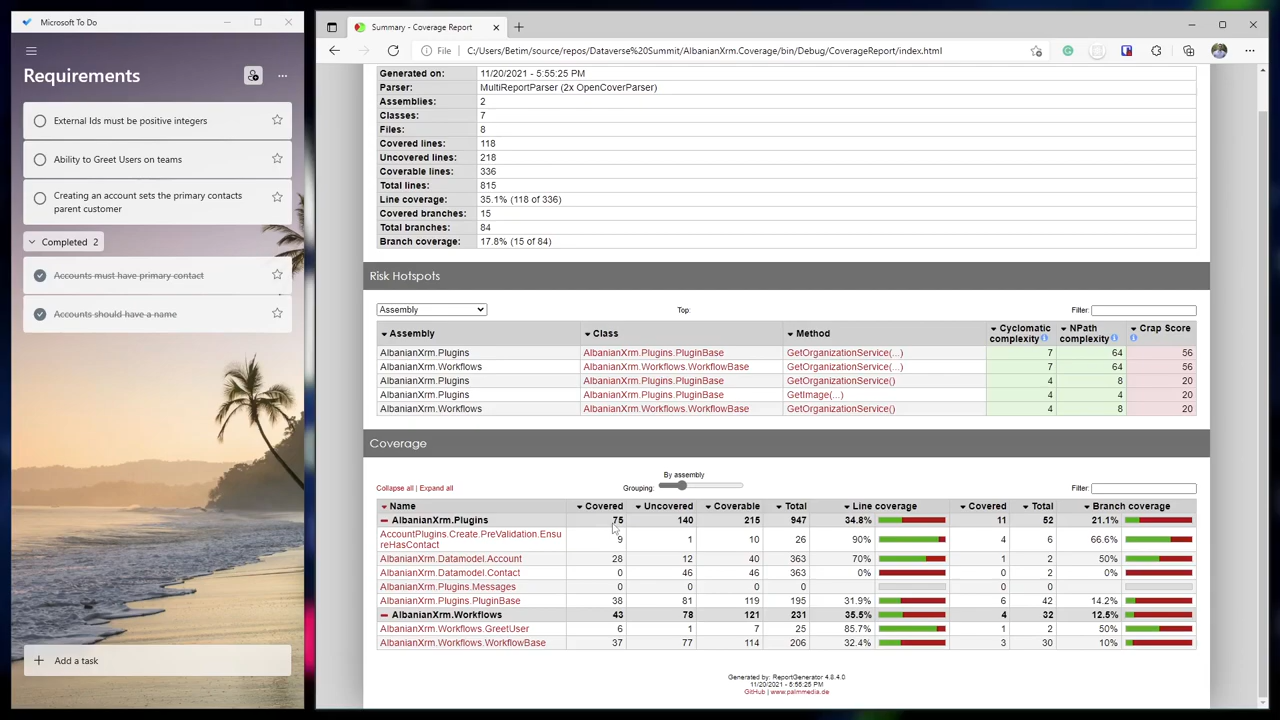 Microsoft To Do
Requirements
External Ids must be positive integers
Ability to Greet Users on teams
Creating an account sets the primary contacts
parent customer
Completed 2
Accounts must have primary contact
Accounts should have a name
Add a task
Summary - Coverage Report
File C:/Users/Betim/source/repos/Dataverse%20Summit/AlbanianXrm.Coverage/bin/Debug/CoverageReport/index.html
Generated on: 11/20/2021 - 5:55:25 PM
Parser: MultiReportParser (2x OpenCoverParser)
Assemblies: 2
Classes: 7
Files: 8
Covered lines: 118
Uncovered lines: 218
Coverable lines: 336
Total lines: 815
Line coverage: 35.1% (118 of 336)
Covered branches: 15
Total branches: 84
Branch coverage: 17.8% (15 of 84)
Risk Hotspots
Assembly Top: Filter:
Assembly Class Method Cyclomatic complexity NPath complexity Crap Score
AlbanianXrm.Plugins AlbanianXrm.Plugins.PluginBase GetOrganizationService(...) 7 64 56
AlbanianXrm.Workflows AlbanianXrm.Workflows.WorkflowBase GetOrganizationService(...) 7 64 56
AlbanianXrm.Plugins AlbanianXrm.Plugins.PluginBase GetOrganizationService() 4 8 20
AlbanianXrm.Plugins AlbanianXrm.Plugins.PluginBase GetImage(...) 4 4 20
AlbanianXrm.Workflows AlbanianXrm.Workflows.WorkflowBase GetOrganizationService() 4 8 20
Coverage
By assembly
Collapse all | Expand all Grouping: Filter:
Name Covered Uncovered Coverable Total Line coverage Covered Total Branch coverage
AlbanianXrm.Plugins 75 140 215 947 34.8% 11 52 21.1%
AccountPlugins.Create.PreValidation.Ensu
reHasContact 9 1 10 26 90% 4 6 66.6%
AlbanianXrm.Datamodel.Account 28 12 40 363 70% 1 2 50%
AlbanianXrm.Datamodel.Contact 0 46 46 363 0% 0 2 0%
AlbanianXrm.Plugins.Messages 0 0 0 0 0 0
AlbanianXrm.Plugins.PluginBase 38 81 119 195 31.9% 6 42 14.2%
AlbanianXrm.Workflows 43 78 121 231 35.5% 4 32 12.5%
AlbanianXrm.Workflows.GreetUser 6 1 7 25 85.7% 1 2 50%
AlbanianXrm.Workflows.WorkflowBase 37 77 114 206 32.4% 3 30 10%
Generated by: ReportGenerator 4.8.4.0
11/20/2021 - 5:55:25 PM
GitHub | www.palmmedia.de